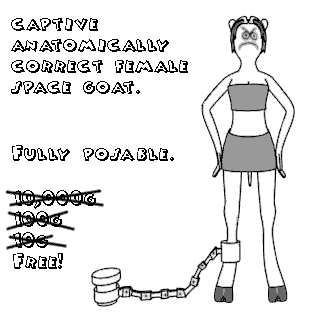 Captive
anatomically
correct female
space goat.
Fully posable.
10,000g
100g
10g
Free!